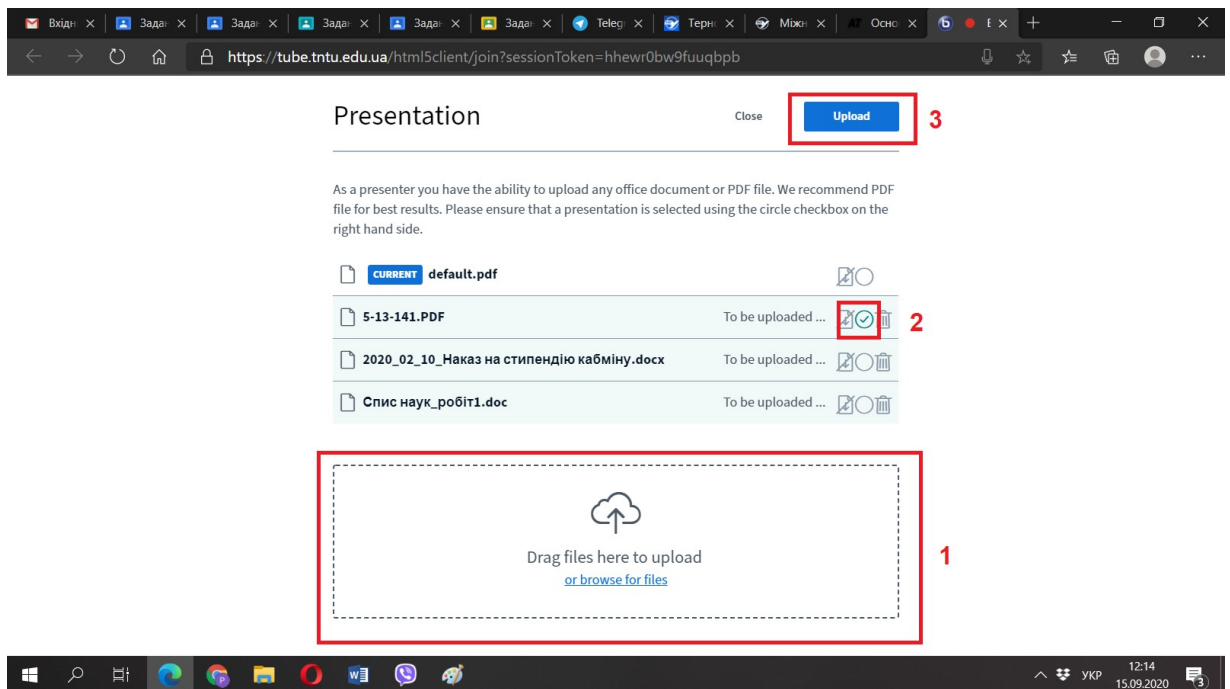 Вхідн
Задан
Задан
Задан
Задан
Задан
Teleg
Терно
Міжн
Осно
https://tube.tntu.edu.ua/html5client/join?sessionToken=hhewr0bw9fuuqbpb
Presentation
Close
Upload
3
As a presenter you have the ability to upload any office document or PDF file. We recommend PDF
file for best results. Please ensure that a presentation is selected using the circle checkbox on the
right hand side.
CURRENT default.pdf
5-13-141.PDF To be uploaded ... 2
2020_02_10_Наказ на стипендію кабміну.docx To be uploaded ...
Спис наук_робіт1.doc To be uploaded ...
Drag files here to upload
or browse for files
1
УКР
12:14
15.09.2020
3